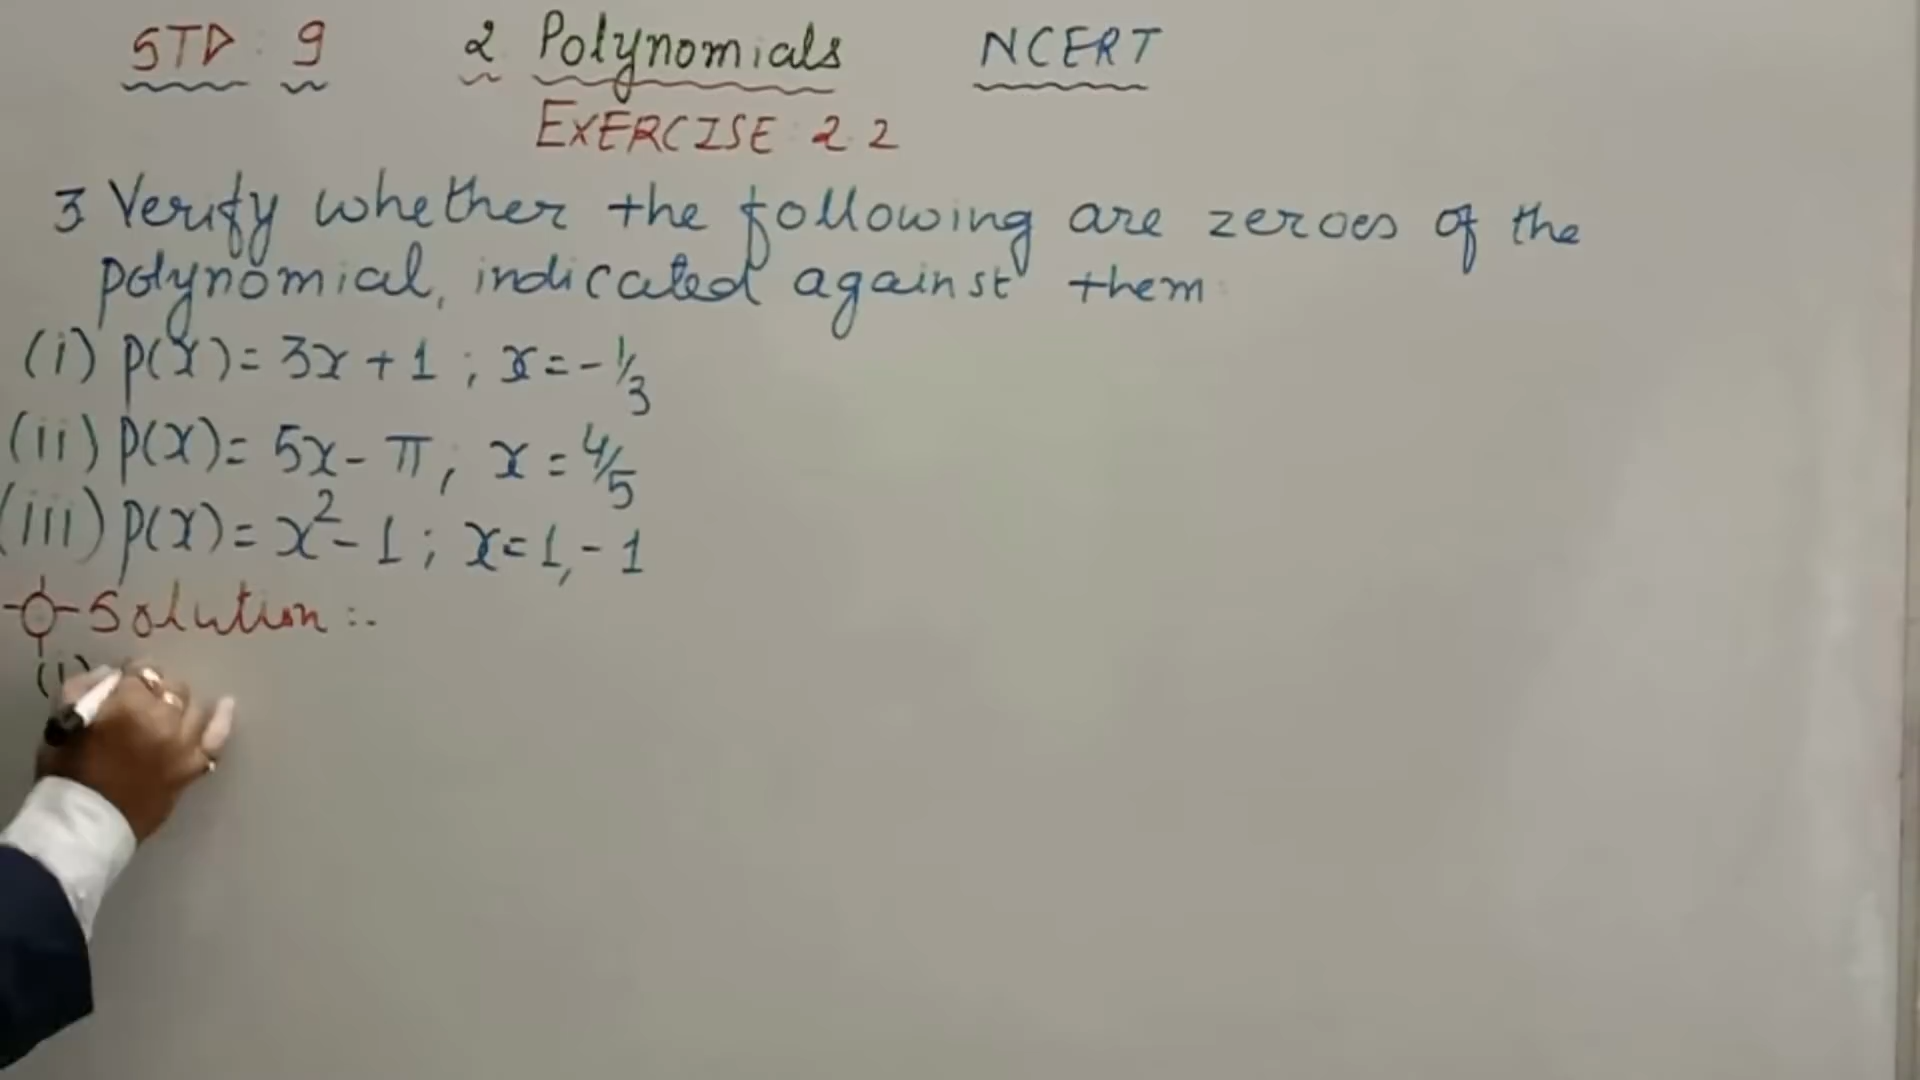 STD : 9 2 Polynomials NCERT
EXERCISE : 2.2
3 Verify whether the following are zeroes of the
polynomial, indicated against them.
(i) p(x) = 3x + 1 ; x = -1/3
(ii) p(x) = 5x - π, x = 4/5
(iii) p(x) = x² - 1 ; x = 1, - 1
Solution :-
(i)